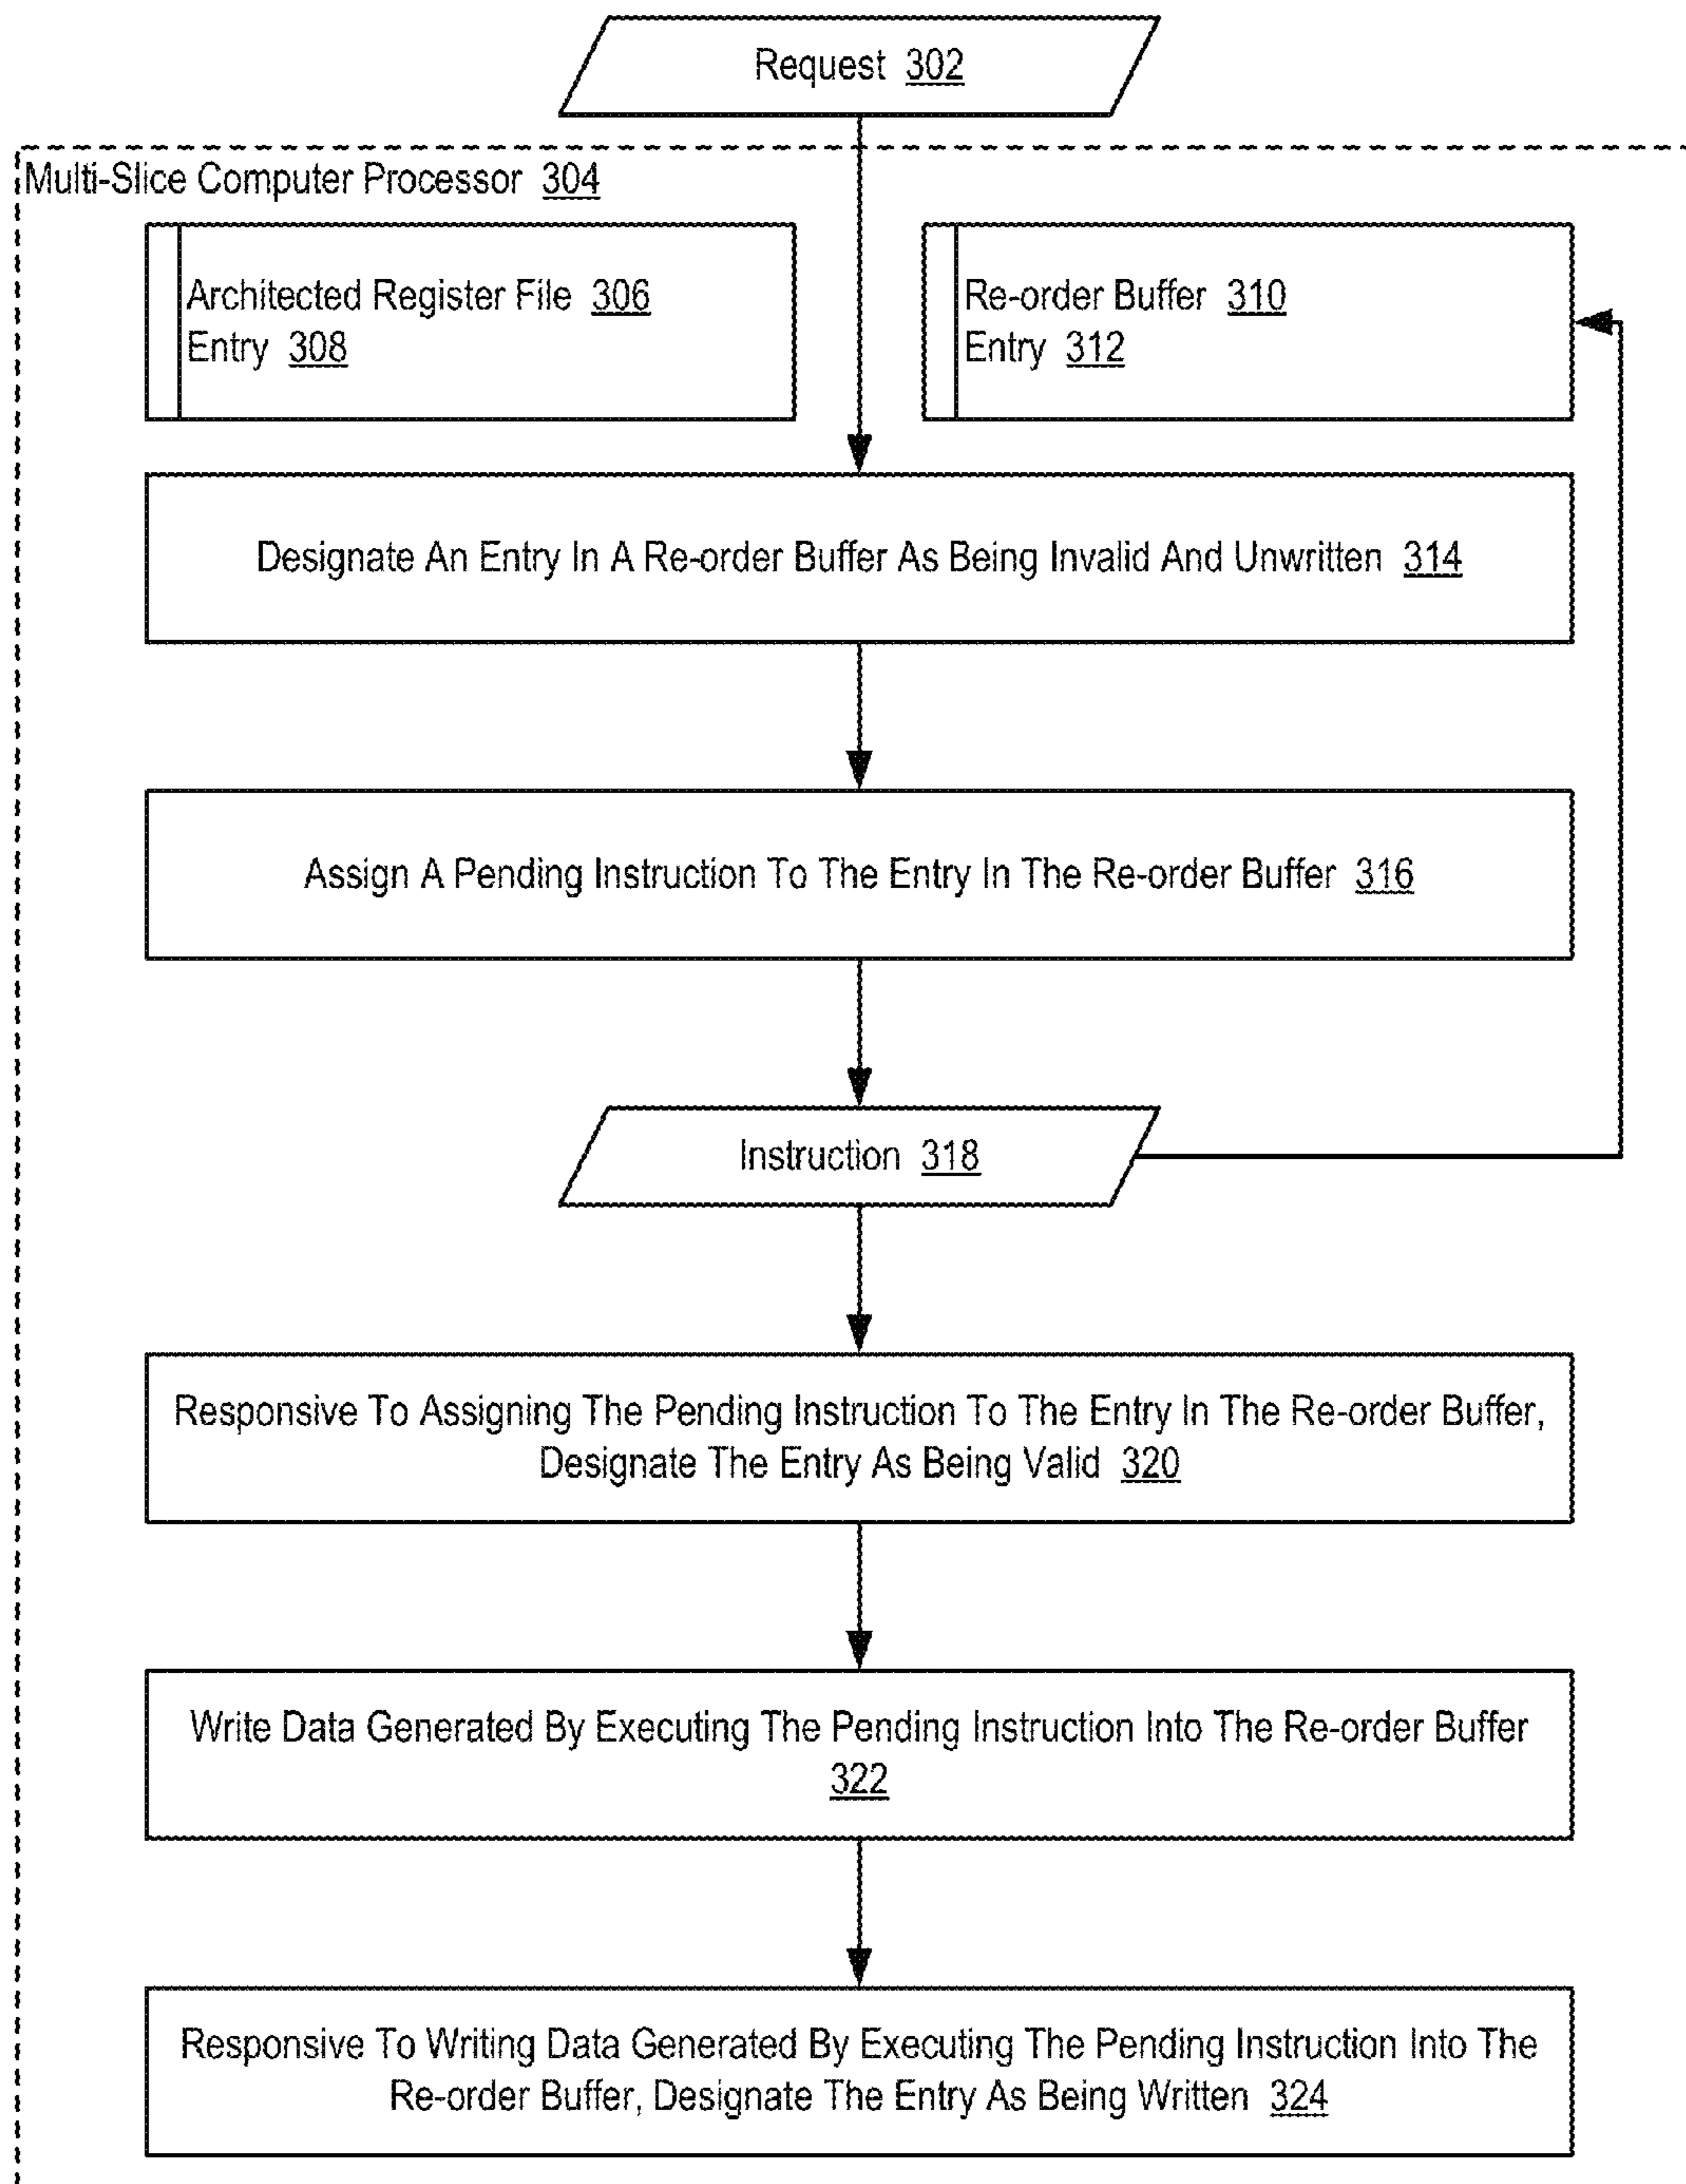 Request 302
Multi-Slice Computer Processor 304
Architected Register File 306
Entry 308
Re-order Buffer 310
Entry 312
Designate An Entry In A Re-order Buffer As Being Invalid And Unwritten 314
Assign A Pending Instruction To The Entry In The Re-order Buffer 316
Instruction 318
Responsive To Assigning The Pending Instruction To The Entry In The Re-order Buffer,
Designate The Entry As Being Valid 320
Write Data Generated By Executing The Pending Instruction Into The Re-order Buffer
322
Responsive To Writing Data Generated By Executing The Pending Instruction Into The
Re-order Buffer, Designate The Entry As Being Written 324